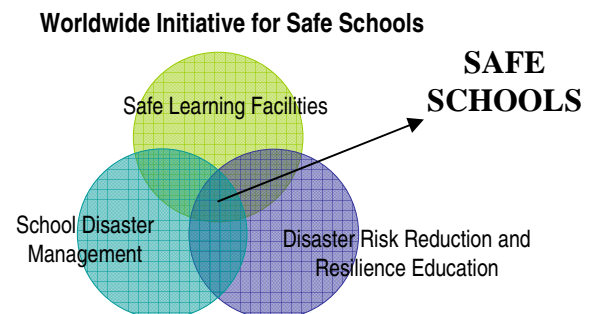 Worldwide Initiative for Safe Schools
SAFE
SCHOOLS
Safe Learning Facilities
School Disaster
Management
Disaster Risk Reduction and
Resilience Education